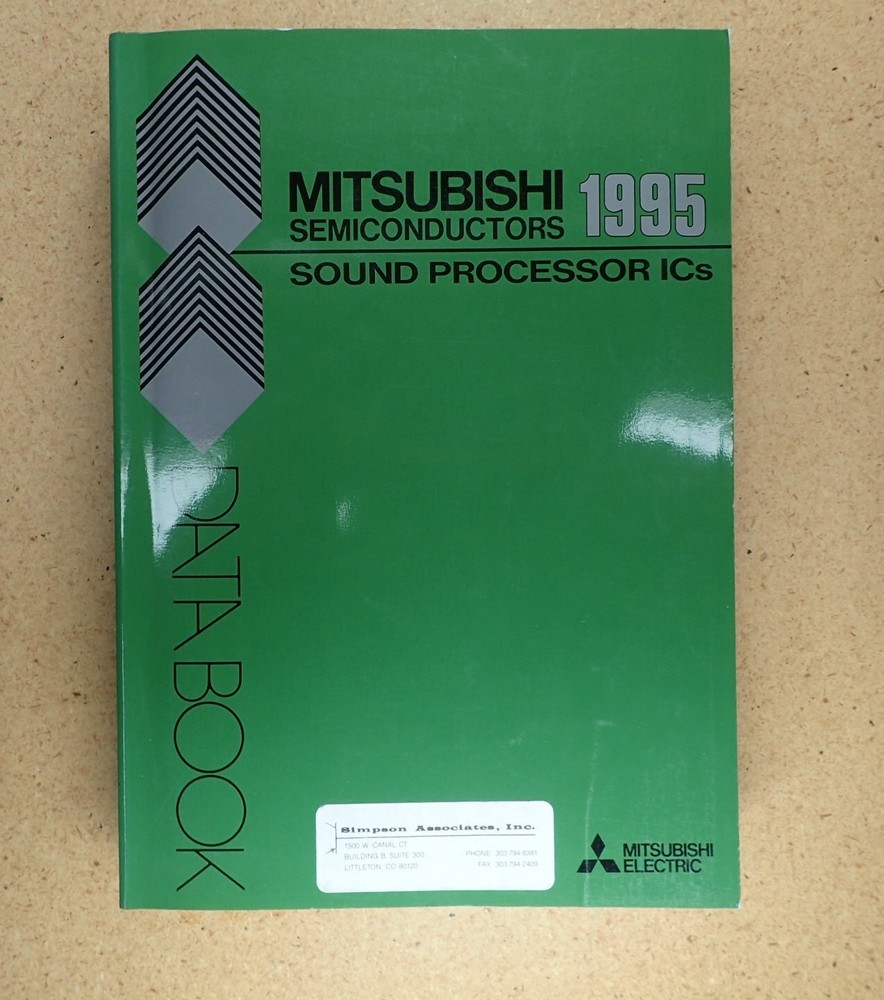 MITSUBISHI 1995
SEMICONDUCTORS
SOUND PROCESSOR ICs
DATA BOOK
Simpson Associates, Inc.
1500 W. CANAL CT.
BUILDING B, SUITE 300 PHONE 303-794-8381
LITTLETON, CO 80120 FAX 303-794-2409
MITSUBISHI
ELECTRIC